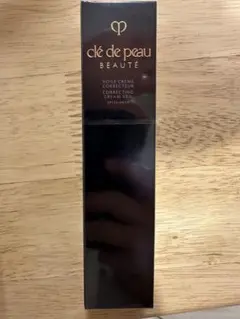 clé de peau
BEAUTÉ
VOILE CRÈME
CORRECTEUR
CORRECTING
CREAM VEIL